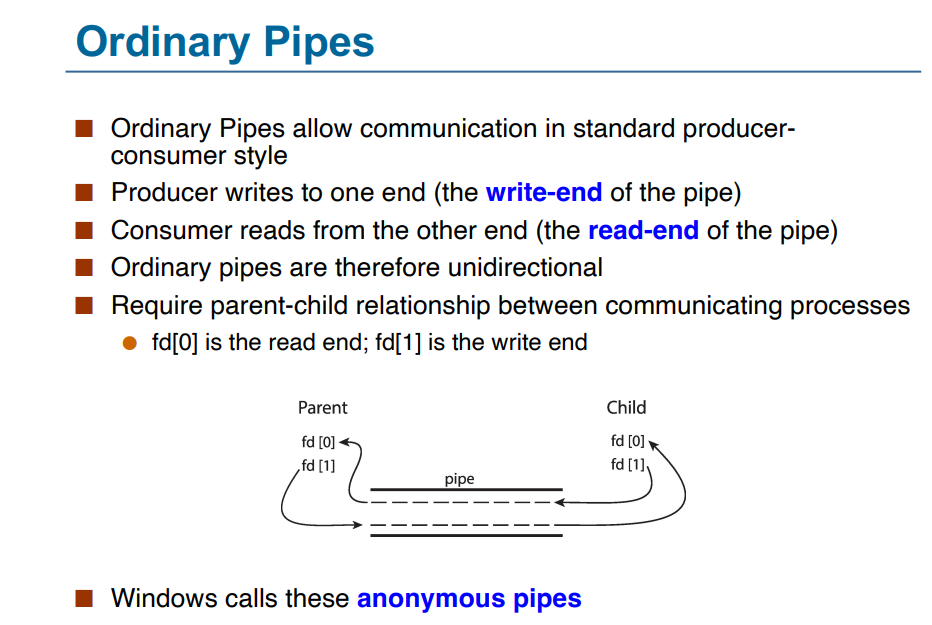 Ordinary Pipes
Ordinary Pipes allow communication in standard producer-
consumer style
Producer writes to one end (the write-end of the pipe)
Consumer reads from the other end (the read-end of the pipe)
Ordinary pipes are therefore unidirectional
Require parent-child relationship between communicating processes
fd[0] is the read end; fd[1] is the write end
Parent
Child
fd [0]
fd [0]
fd [1]
fd [1]
pipe
Windows calls these anonymous pipes